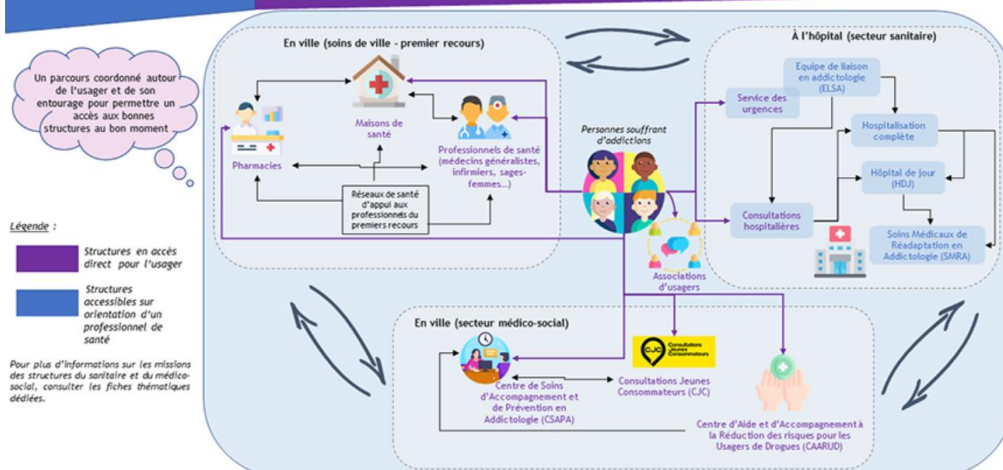 Un parcours coordonné autour
de l'usager et de son
entourage pour permettre un
accès aux bonnes
structures au bon moment
Légende :
Structures en accès
direct pour l'usager
Structures
accessibles sur
orientation d'un
professionnel de
santé
Pour plus d'informations sur les missions
des structures du sanitaire et du médico-
social, consulter les fiches thématiques
dédiées.
En ville (soins de ville - premier recours)
Maisons de
santé
Pharmacies
Professionnels de santé
(médecins généralistes,
infirmiers, sages-
femmes...)
Réseaux de santé
d'appui aux
professionnels du
premiers recours
Personnes souffrant
d'addictions
Associations
d'usagers
À l'hôpital (secteur sanitaire)
Equipe de liaison
en addictologie
(ELSA)
Service des
urgences
Hospitalisation
complète
Hôpital de jour
(HDJ)
Consultations
hospitalières
Soins Médicaux de
Réadaptation en
Addictologie (SMRA)
En ville (secteur médico-social)
Centre de Soins
d'Accompagnement et
de Prévention en
Addictologie (CSAPA)
CJC
Consultations
Jeunes
Consommateurs
Consultations Jeunes
Consommateurs (CJC)
Centre d'Aide et d'Accompagnement à
la Réduction des risques pour les
Usagers de Drogues (CAARUD)